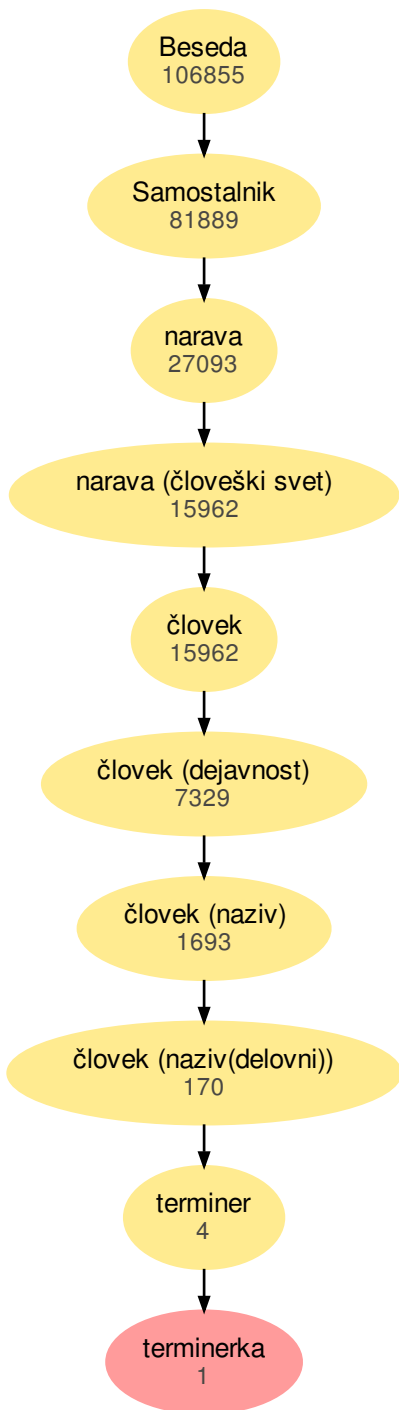 Beseda
106855
Samostalnik
81889
narava
27093
narava (človeški svet)
15962
človek
15962
človek (dejavnost)
7329
človek (naziv)
1693
človek (naziv(delovni))
170
terminer
4
terminerka
1